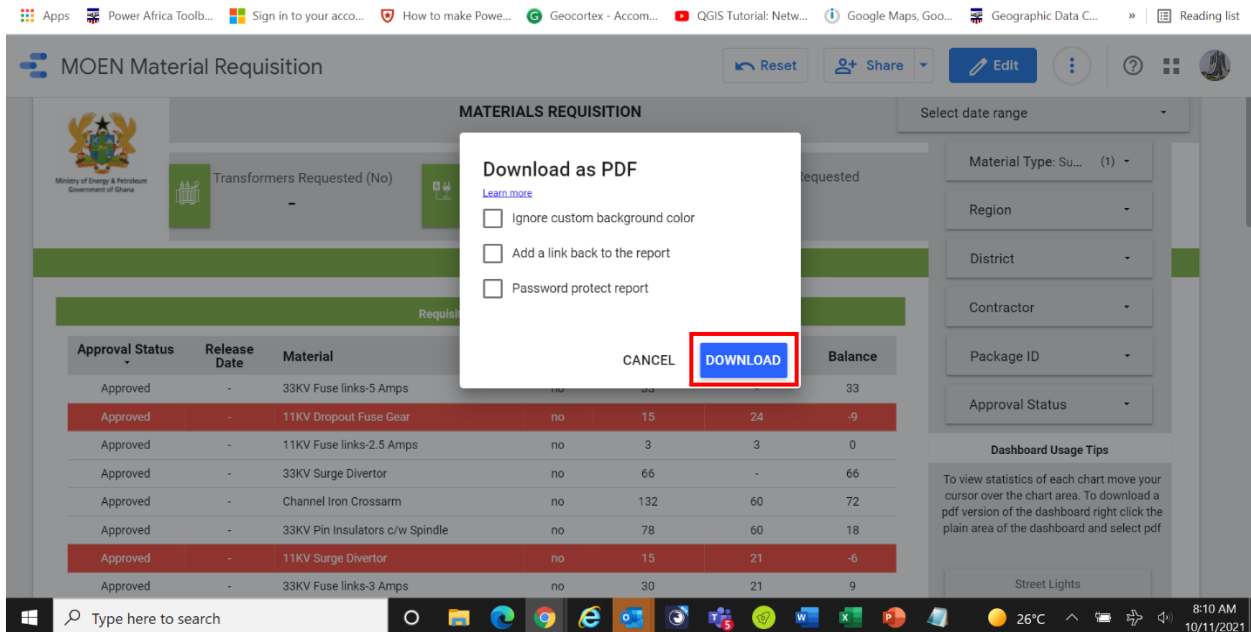 Apps Power Africa Toolb... Sign in to your acco... How to make Powe... Geocortex - Accom... QGIS Tutorial: Netw... Google Maps, Goo... Geographic Data C... » Reading list
MOEN Material Requisition Reset Share Edit
MATERIALS REQUISITION Select date range
Ministry of Energy & Petroleum
Government of Ghana
Transformers Requested (No)
-
equested
Download as PDF
Learn more
Ignore custom background color
Add a link back to the report
Password protect report
CANCEL DOWNLOAD
Material Type: Su... (1)
Region
District
Contractor
Package ID
Approval Status
Requisit
Approval Status Release Date Material Balance
Approved - 33KV Fuse links-5 Amps no 33 - 33
Approved - 11KV Dropout Fuse Gear no 15 24 -9
Approved - 11KV Fuse links-2.5 Amps no 3 3 0
Approved - 33KV Surge Divertor no 66 - 66
Approved - Channel Iron Crossarm no 132 60 72
Approved - 33KV Pin Insulators c/w Spindle no 78 60 18
Approved - 11KV Surge Divertor no 15 21 -6
Approved - 33KV Fuse links-3 Amps no 30 21 9
Dashboard Usage Tips
To view statistics of each chart move your
cursor over the chart area. To download a
pdf version of the dashboard right click the
plain area of the dashboard and select pdf
Street Lights
Type here to search 26°C 8:10 AM
10/11/2021